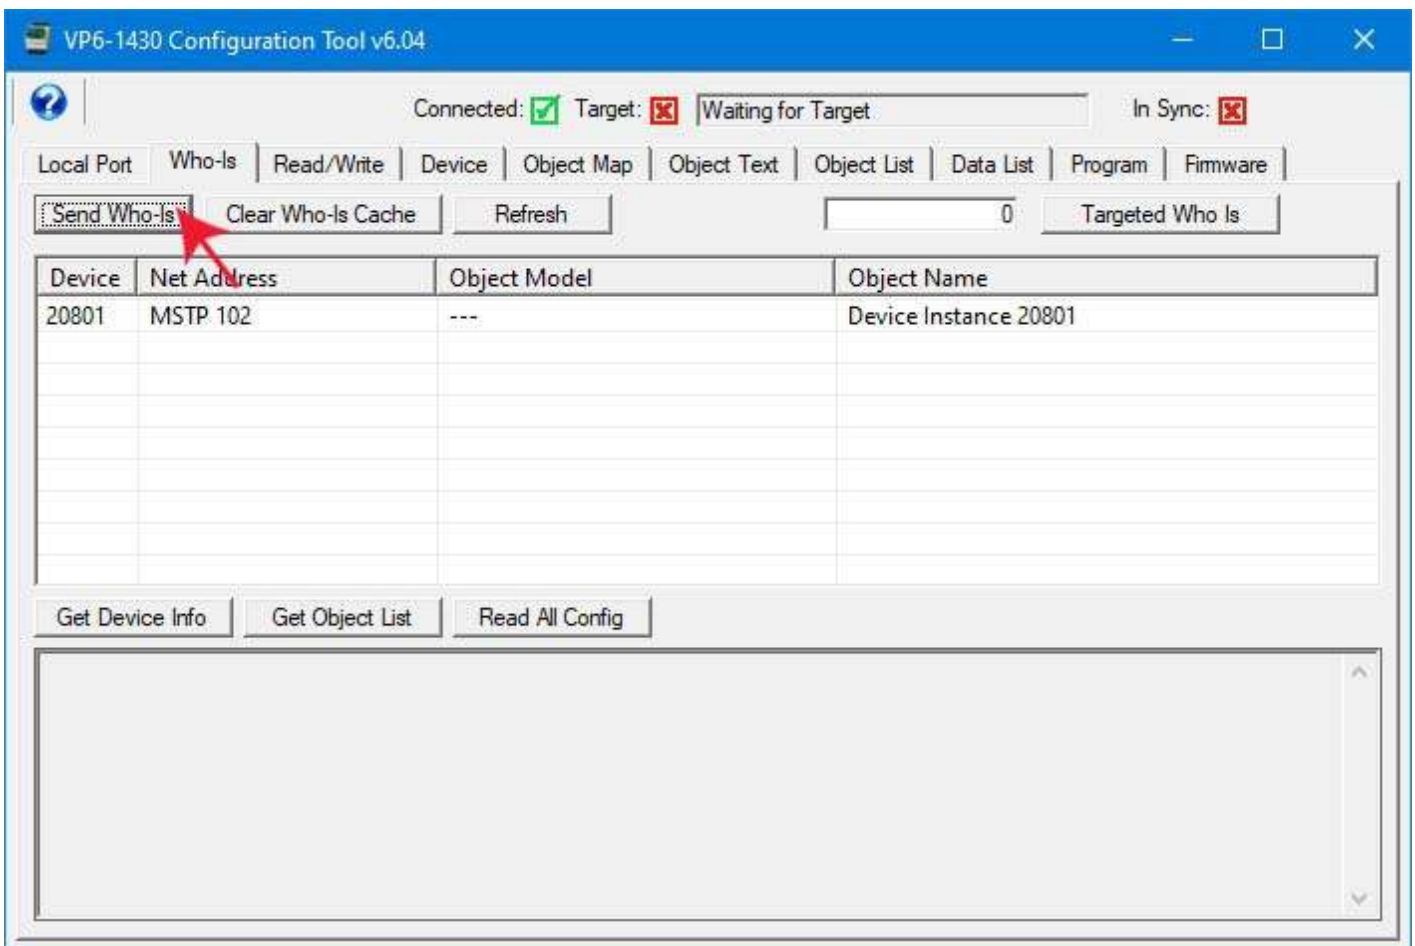 VP6-1430 Configuration Tool v6.04
Connected: Target: Waiting for Target In Sync:
Local Port Who-Is Read/Write Device Object Map Object Text Object List Data List Program Firmware
Send Who-Is Clear Who-Is Cache Refresh 0 Targeted Who Is
Device Net Address Object Model Object Name
20801 MSTP 102 --- Device Instance 20801
Get Device Info Get Object List Read All Config